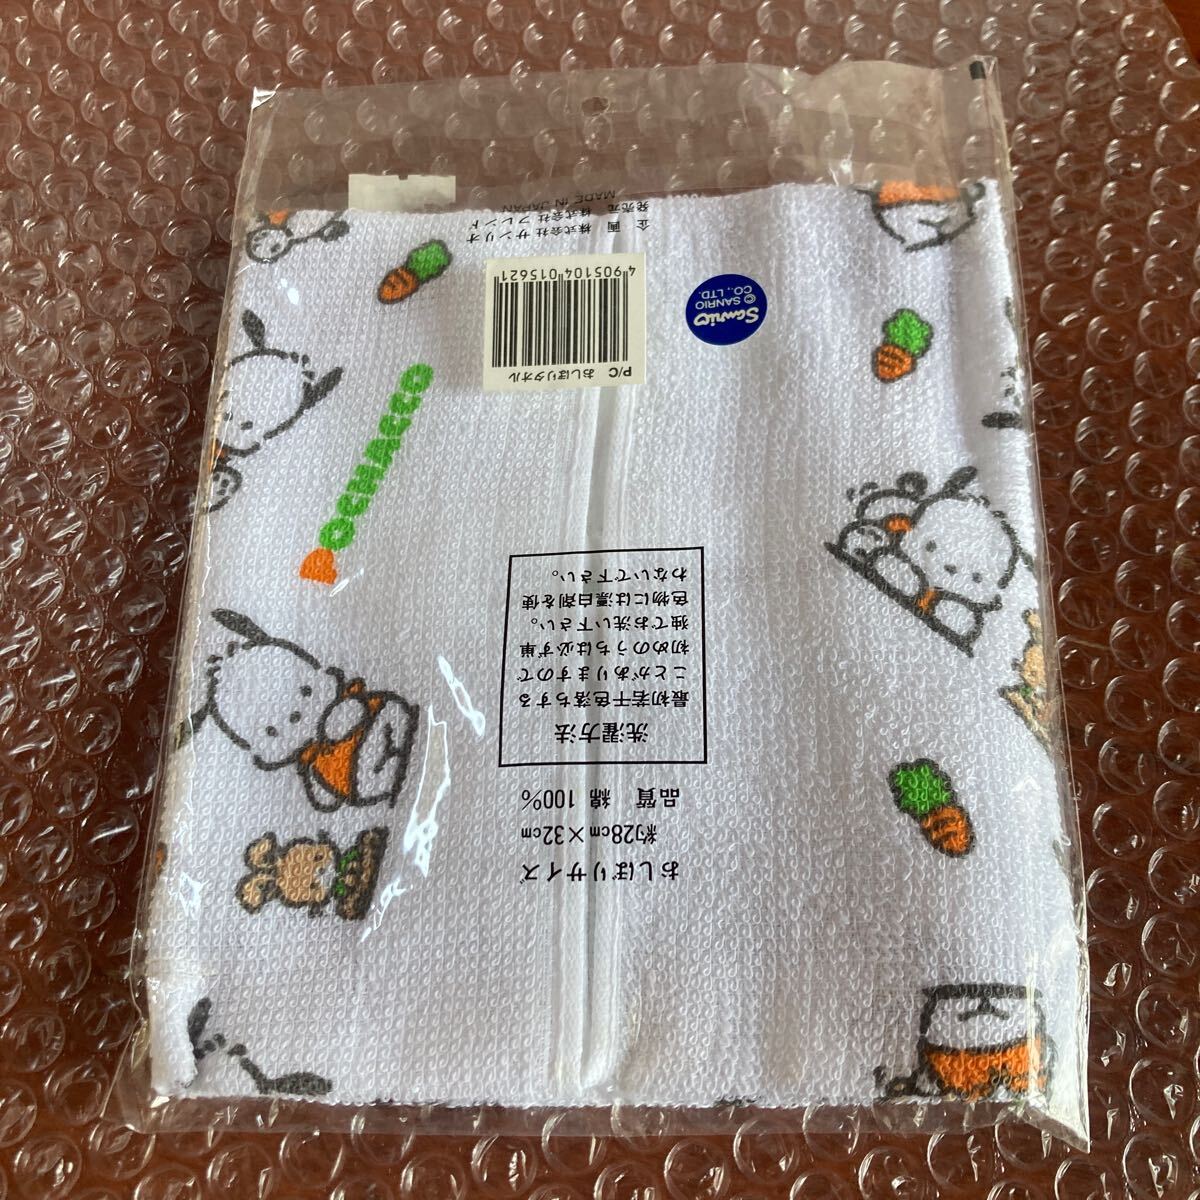 おしぼりサイズ
約28cm×32cm
品質 綿 100%
洗濯方法
最初若干色落ちする
ことがありますので
初めのうちは必ず単
独でお洗い下さい。
色物には漂白剤を使
わないで下さい。
P/C おしぼりタオル
4905104015621
Sanrio
© SANRIO
CO., LTD.
企 画 株式会社 サンリオ
発売元 株式会社 フレンド
MADE IN JAPAN
POCHACCO